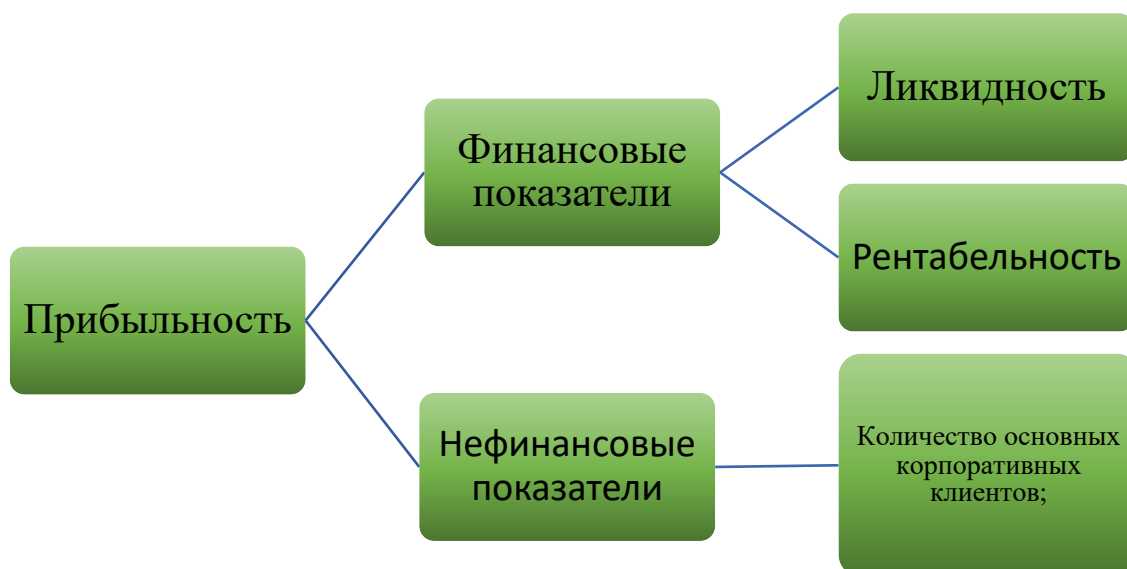 Прибыльность
Финансовые
показатели
Ликвидность
Рентабельность
Нефинансовые
показатели
Количество основных
корпоративных
клиентов;